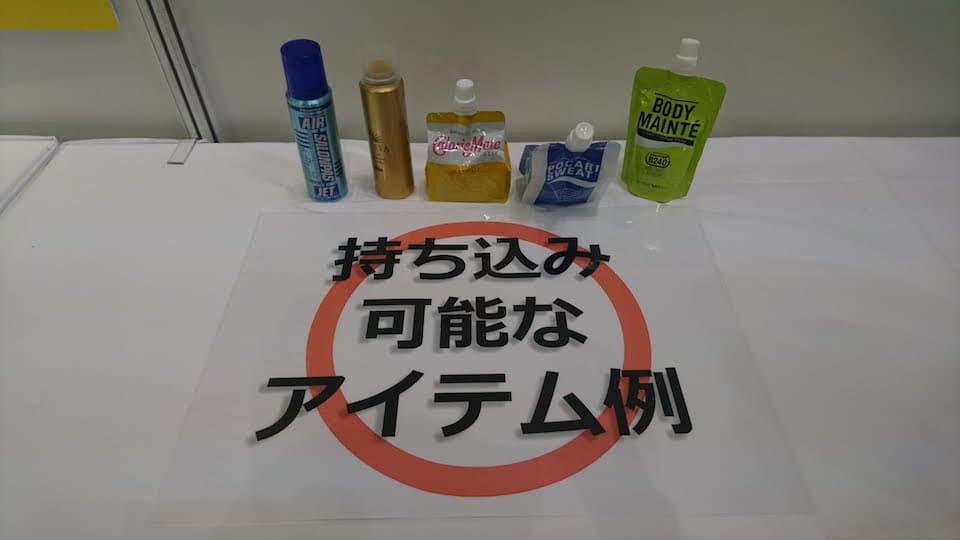 AIR
SALONPAS
JET
CalorieMate
POCARI
SWEAT
BODY
MAINTÉ
B240
持ち込み
可能な
アイテム例